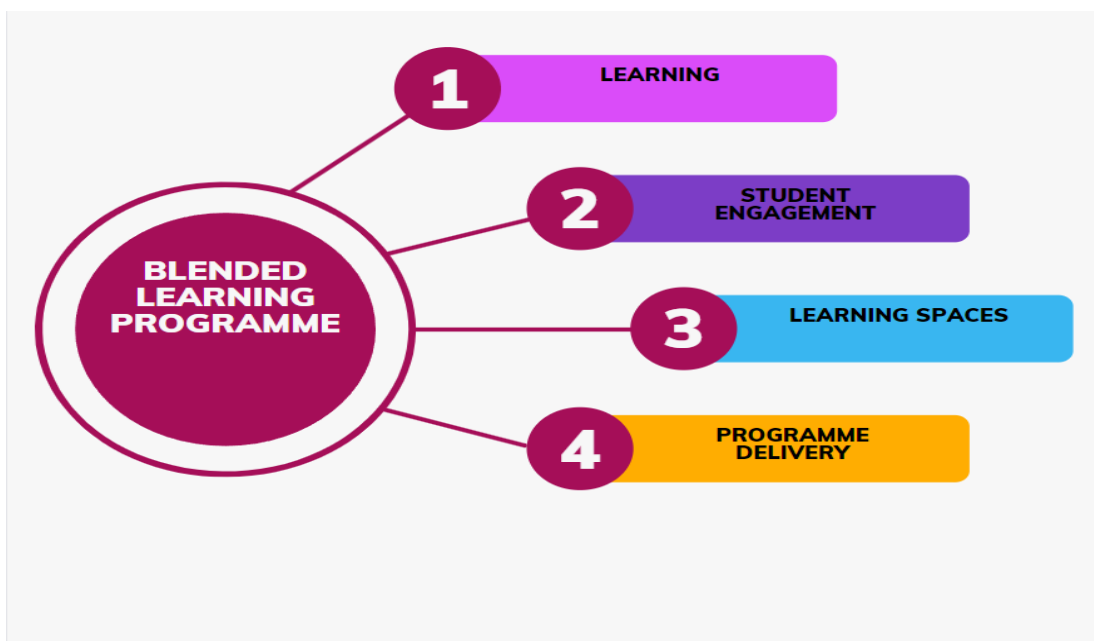 1
LEARNING
2
STUDENT
ENGAGEMENT
BLENDED
LEARNING
PROGRAMME
3
LEARNING SPACES
4
PROGRAMME
DELIVERY